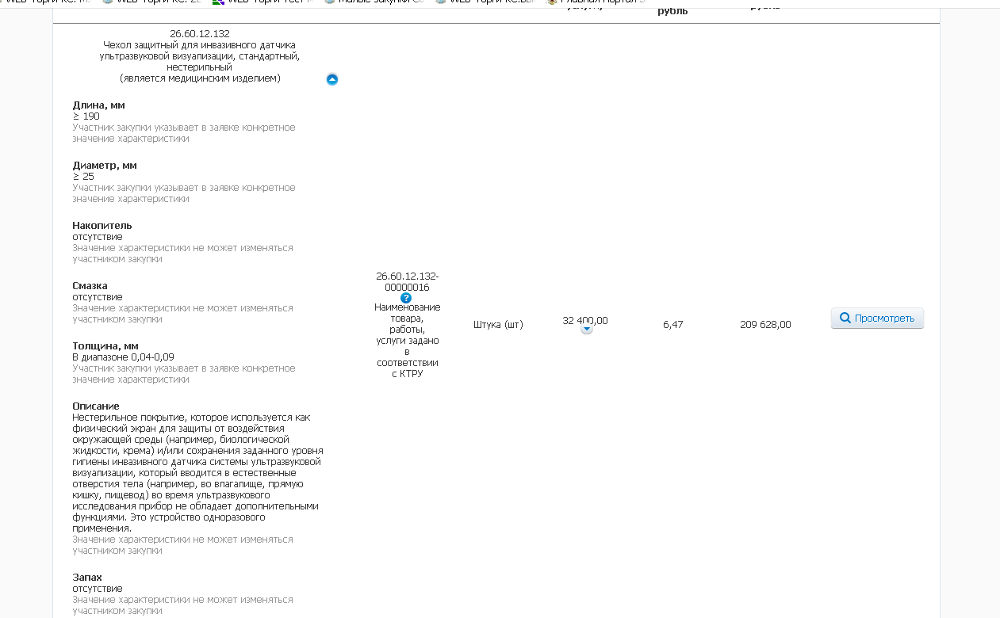 рубль
26.60.12.132
Чехол защитный для инвазивного датчика
ультразвуковой визуализации, стандартный,
нестерильный
(является медицинским изделием)
Длина, мм
≥ 190
Участник закупки указывает в заявке конкретное
значение характеристики
Диаметр, мм
≥ 25
Участник закупки указывает в заявке конкретное
значение характеристики
Накопитель
отсутствие
Значение характеристики не может изменяться
участником закупки
Смазка
отсутствие
Значение характеристики не может изменяться
участником закупки
Толщина, мм
В диапазоне 0,04-0,09
Участник закупки указывает в заявке конкретное
значение характеристики
Описание
Нестерильное покрытие, которое используется как
физический экран для защиты от воздействия
окружающей среды (например, биологической
жидкости, крема) и/или сохранения заданного уровня
гигиены инвазивного датчика системы ультразвуковой
визуализации, который вводится в естественные
отверстия тела (например, во влагалище, прямую
кишку, пищевод) во время ультразвукового
исследования прибор не обладает дополнительными
функциями. Это устройство одноразового
применения.
Значение характеристики не может изменяться
участником закупки
Запах
отсутствие
Значение характеристики не может изменяться
участником закупки
26.60.12.132-
00000016
?
Наименование
товара,
работы,
услуги задано
в
соответствии
с КТРУ
Штука (шт)
32 400,00
6,47
209 628,00
Просмотреть